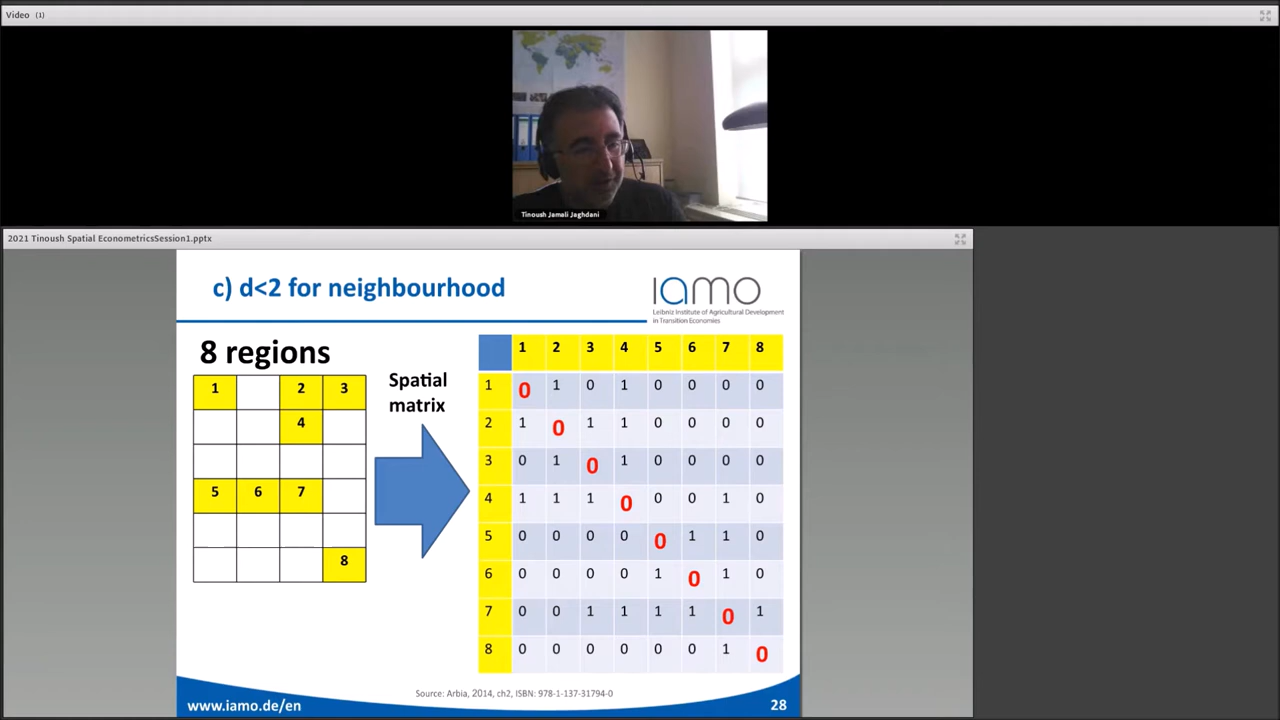 Video (1)
Tinoush Jamali Jaghdani
2021 Tinoush Spatial EconometricsSession1.pptx
c) d<2 for neighbourhood
iamo
Leibniz Institute of Agricultural Development
in Transition Economies
8 regions
1 2 3
4
5 6 7
8
Spatial
matrix
1 2 3 4 5 6 7 8
1 0 1 0 1 0 0 0 0
2 1 0 1 1 0 0 0 0
3 0 1 0 1 0 0 0 0
4 1 1 1 0 0 0 1 0
5 0 0 0 0 0 1 1 0
6 0 0 0 0 1 0 1 0
7 0 0 1 1 1 1 0 1
8 0 0 0 0 0 0 1 0
Source: Arbia, 2014, ch2, ISBN: 978-1-137-31794-0
www.iamo.de/en
28